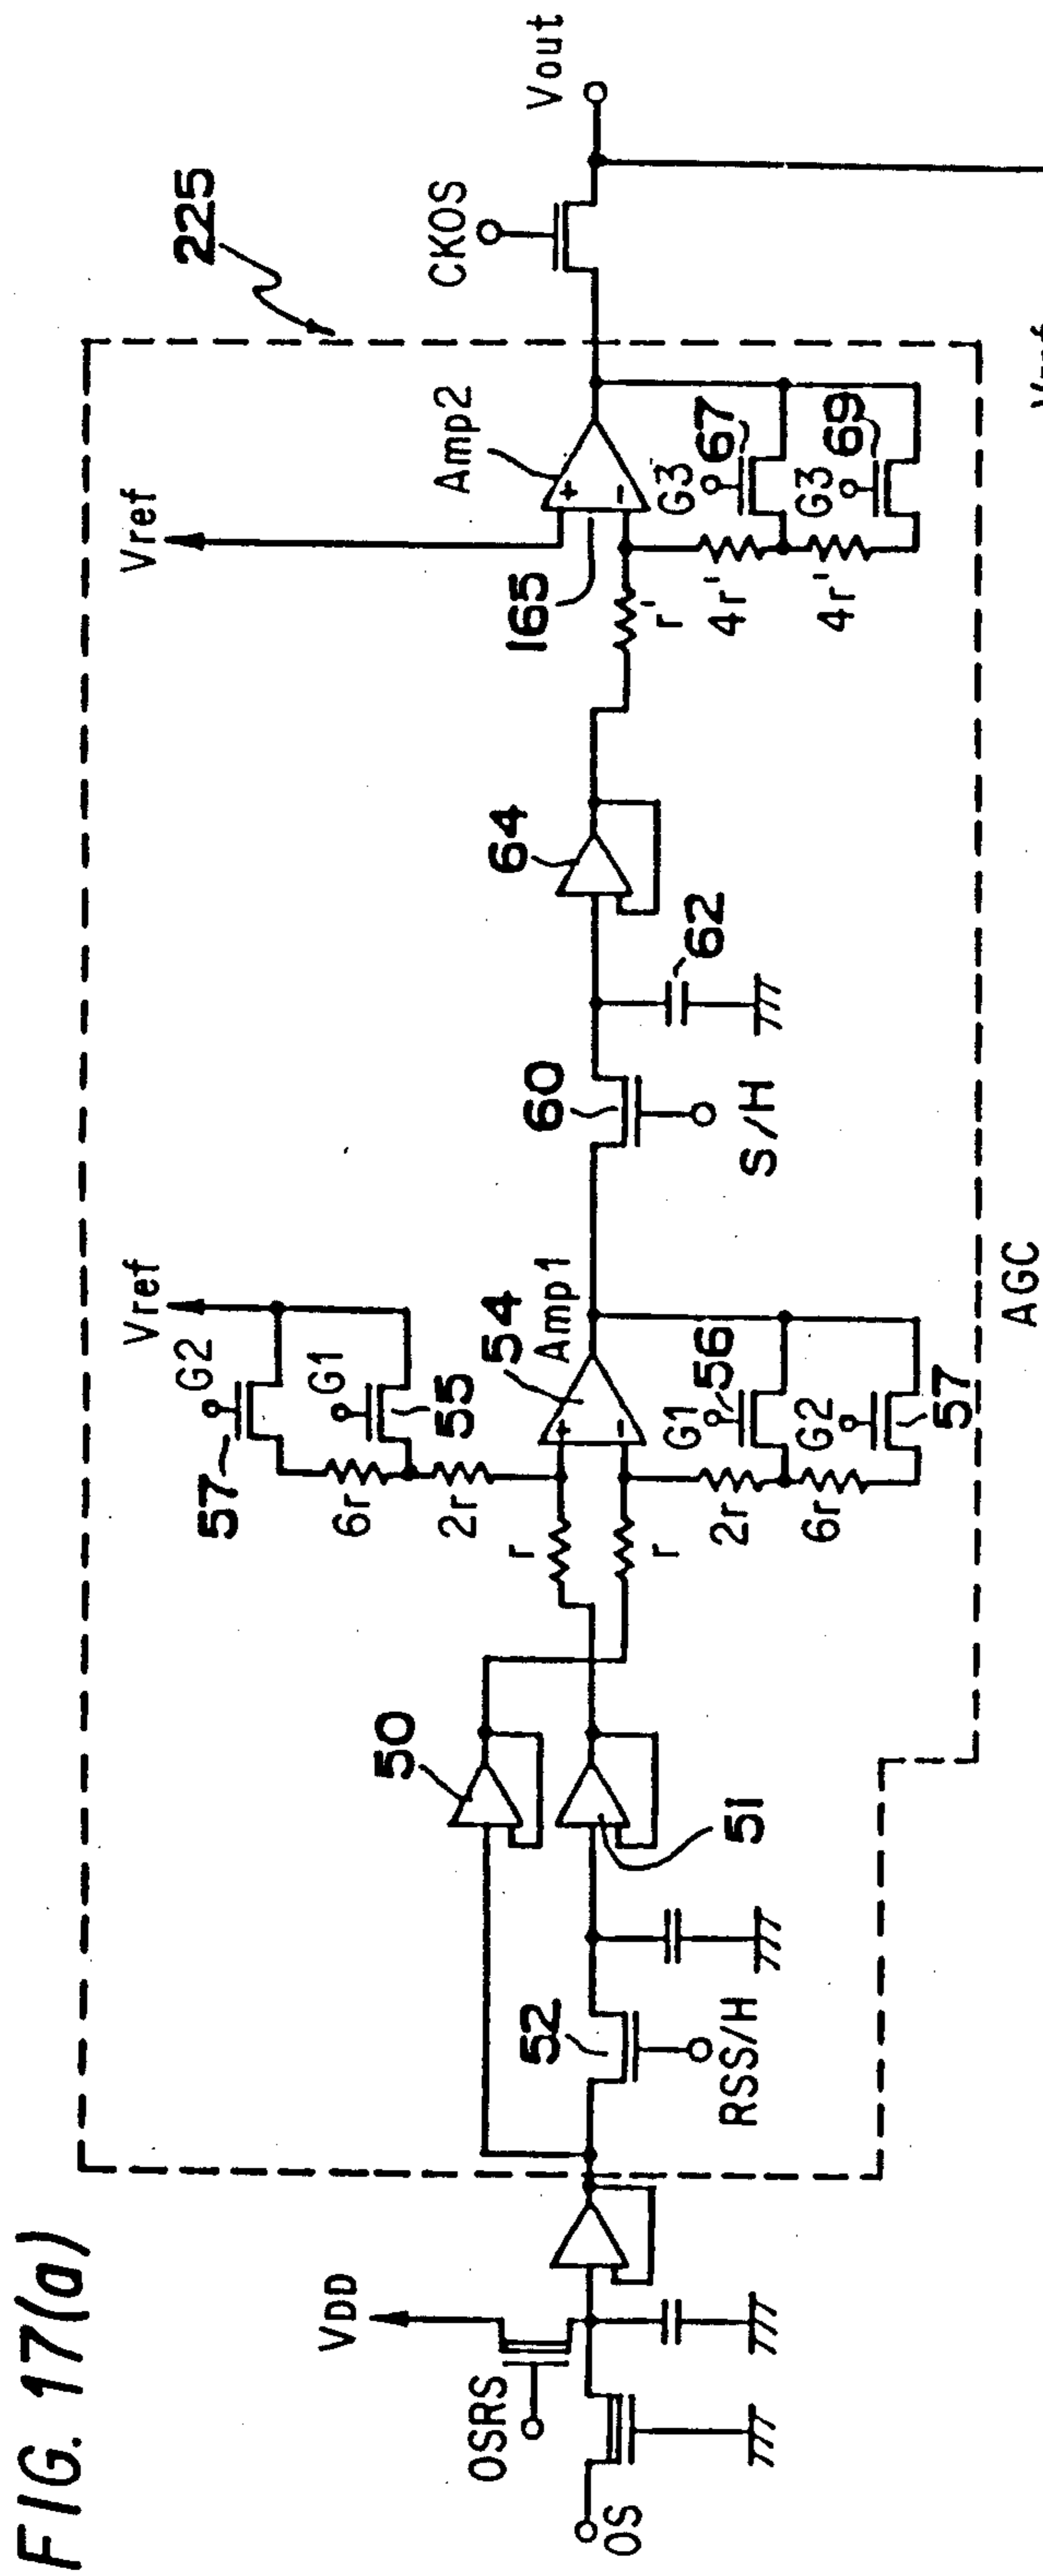 FIG. 17(a)
OS
OSRS
VDD
52
RSS/H
50
51
57
G2
G1
55
Vref
6r
2r
r
r
54
Amp1
G1
56
2r
G2
57
6r
60
S/H
62
64
AGC
Vref
165
r'
Amp2
G3
67
4r'
G3
69
4r'
225
CKOS
Vout